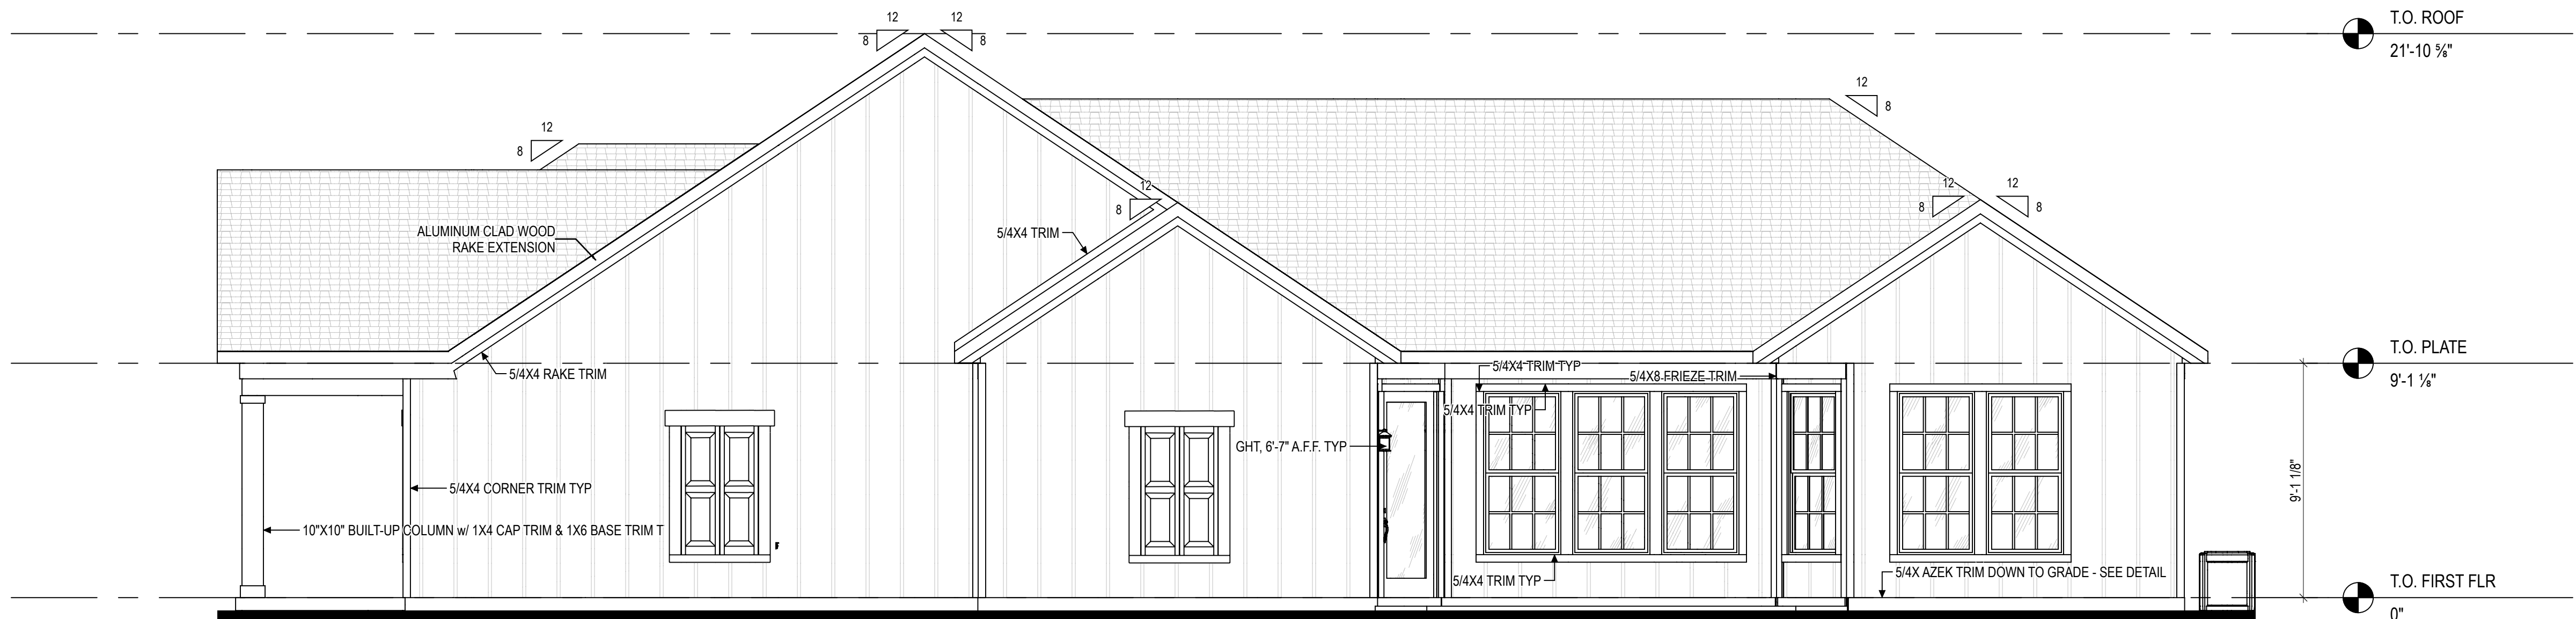 12
12
8
8
T.O. ROOF
21'-10 ⅝"
12
8
12
8
12
8
12
12
8
8
ALUMINUM CLAD WOOD
RAKE EXTENSION
5/4X4 TRIM
T.O. PLATE
9'-1 ⅛"
5/4X4 RAKE TRIM
5/4X4 TRIM TYP
5/4X8 FRIEZE TRIM
5/4X4 TRIM TYP
GHT, 6'-7" A.F.F. TYP
5/4X4 CORNER TRIM TYP
9'-1 1/8"
10"X10" BUILT-UP COLUMN w/ 1X4 CAP TRIM & 1X6 BASE TRIM T
5/4X4 TRIM TYP
5/4X AZEK TRIM DOWN TO GRADE - SEE DETAIL
T.O. FIRST FLR
0"